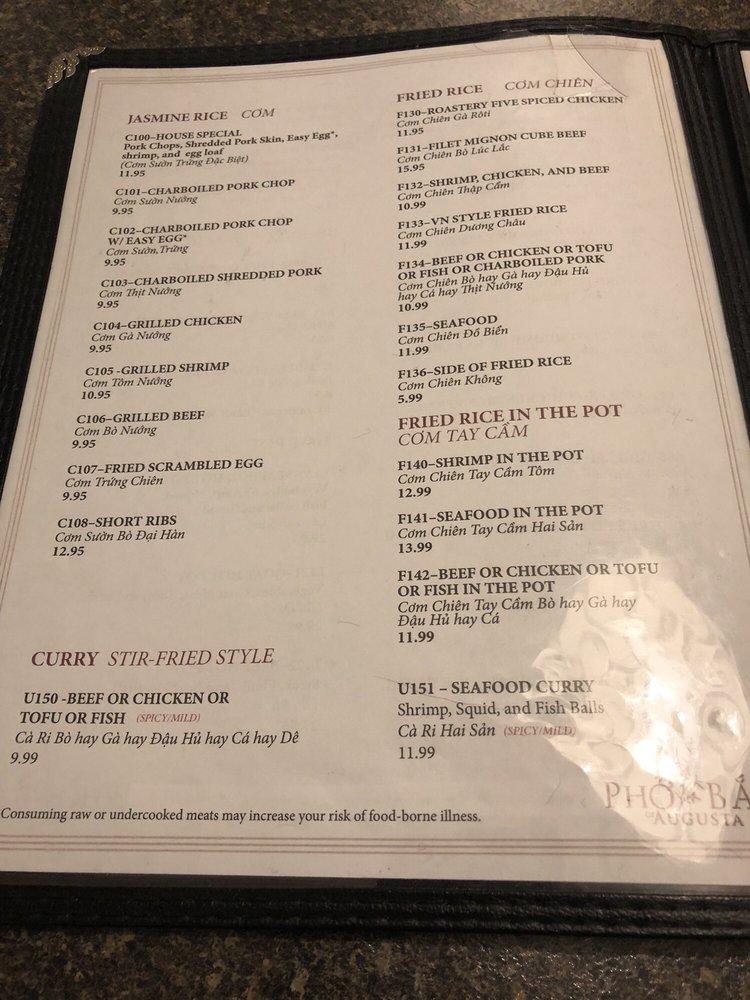 JASMINE RICE CƠM
C100–HOUSE SPECIAL
Pork Chops, Shredded Pork Skin, Easy Egg*,
shrimp, and egg loaf
(Cơm Sườn Trứng Đặc Biệt)
11.95
C101–CHARBOILED PORK CHOP
Cơm Sườn Nướng
9.95
C102–CHARBOILED PORK CHOP
W/ EASY EGG*
Cơm Sườn, Trứng
9.95
C103–CHARBOILED SHREDDED PORK
Cơm Thịt Nướng
9.95
C104–GRILLED CHICKEN
Cơm Gà Nướng
9.95
C105 -GRILLED SHRIMP
Cơm Tôm Nướng
10.95
C106–GRILLED BEEF
Cơm Bò Nướng
9.95
C107–FRIED SCRAMBLED EGG
Cơm Trứng Chiên
9.95
C108–SHORT RIBS
Cơm Sườn Bò Đại Hàn
12.95
FRIED RICE CƠM CHIÊN
F130–ROASTERY FIVE SPICED CHICKEN
Cơm Chiên Gà Rôti
11.95
F131–FILET MIGNON CUBE BEEF
Cơm Chiên Bò Lúc Lắc
15.95
F132–SHRIMP, CHICKEN, AND BEEF
Cơm Chiên Thập Cẩm
10.99
F133–VN STYLE FRIED RICE
Cơm Chiên Dương Châu
11.99
F134–BEEF OR CHICKEN OR TOFU
OR FISH OR CHARBOILED PORK
Cơm Chiên Bò hay Gà hay Đậu Hủ
hay Cá hay Thịt Nướng
10.99
F135–SEAFOOD
Cơm Chiên Đồ Biển
11.99
F136–SIDE OF FRIED RICE
Cơm Chiên Không
5.99
FRIED RICE IN THE POT
CƠM TAY CẦM
F140–SHRIMP IN THE POT
Cơm Chiên Tay Cầm Tôm
12.99
F141–SEAFOOD IN THE POT
Cơm Chiên Tay Cầm Hai Sản
13.99
F142–BEEF OR CHICKEN OR TOFU
OR FISH IN THE POT
Cơm Chiên Tay Cầm Bò hay Gà hay
Đậu Hủ hay Cá
11.99
CURRY STIR-FRIED STYLE
U150 -BEEF OR CHICKEN OR
TOFU OR FISH (SPICY/MILD)
Cà Ri Bò hay Gà hay Đậu Hủ hay Cá hay Dê
9.99
U151 – SEAFOOD CURRY
Shrimp, Squid, and Fish Balls
Cà Ri Hai Sản (SPICY/MILD)
11.99
Consuming raw or undercooked meats may increase your risk of food-borne illness.
PHỞ BẮ
OF AUGUSTA